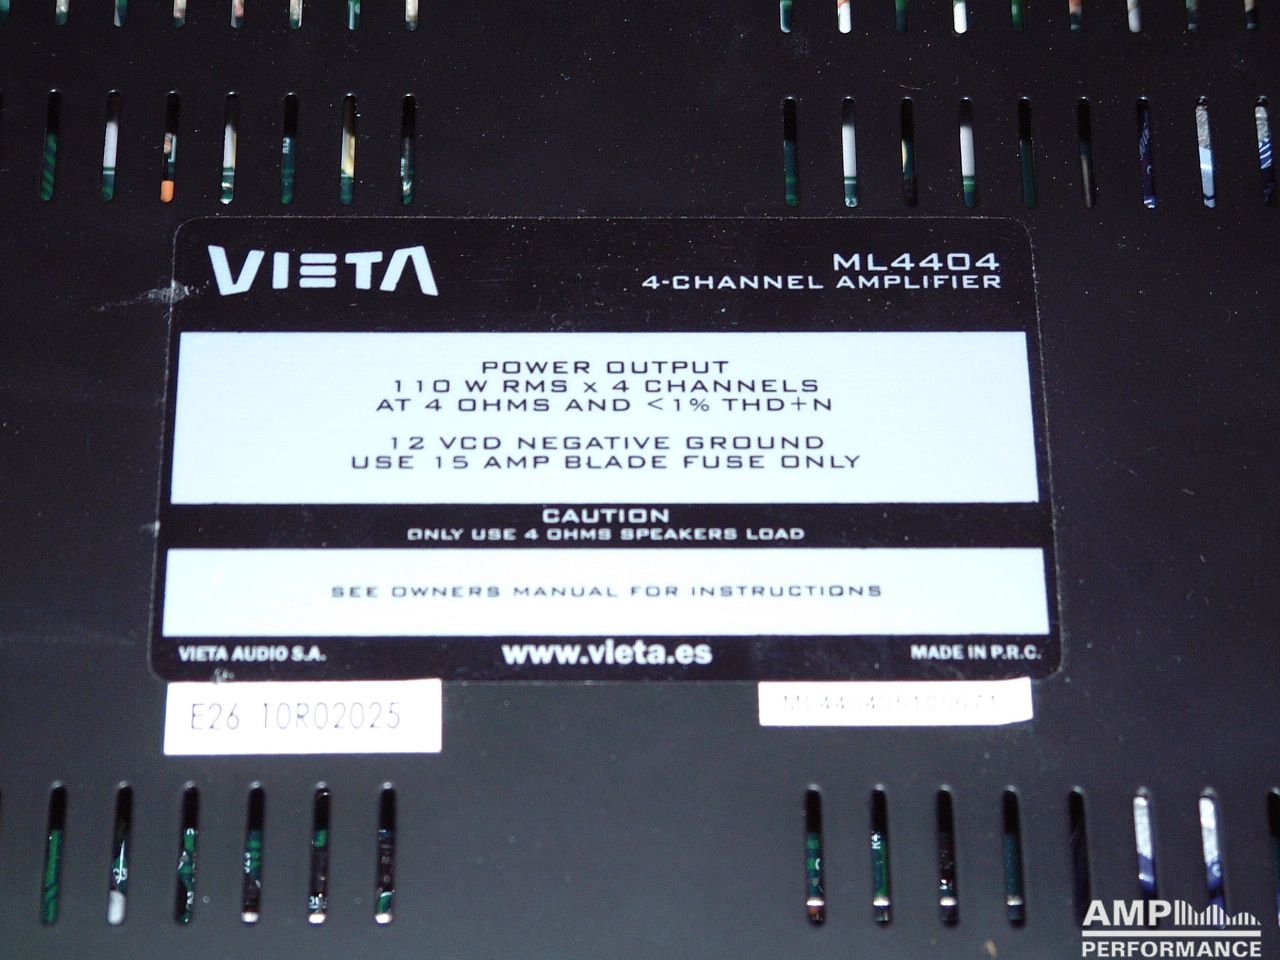 VIETA
ML4404
4-CHANNEL AMPLIFIER
POWER OUTPUT
110 W RMS x 4 CHANNELS
AT 4 OHMS AND <1% THD+N
12 VCD NEGATIVE GROUND
USE 15 AMP BLADE FUSE ONLY
CAUTION
ONLY USE 4 OHMS SPEAKERS LOAD
SEE OWNERS MANUAL FOR INSTRUCTIONS
VIETA AUDIO S.A. www.vieta.es MADE IN P.R.C.
E26 10R02025
AMP
PERFORMANCE